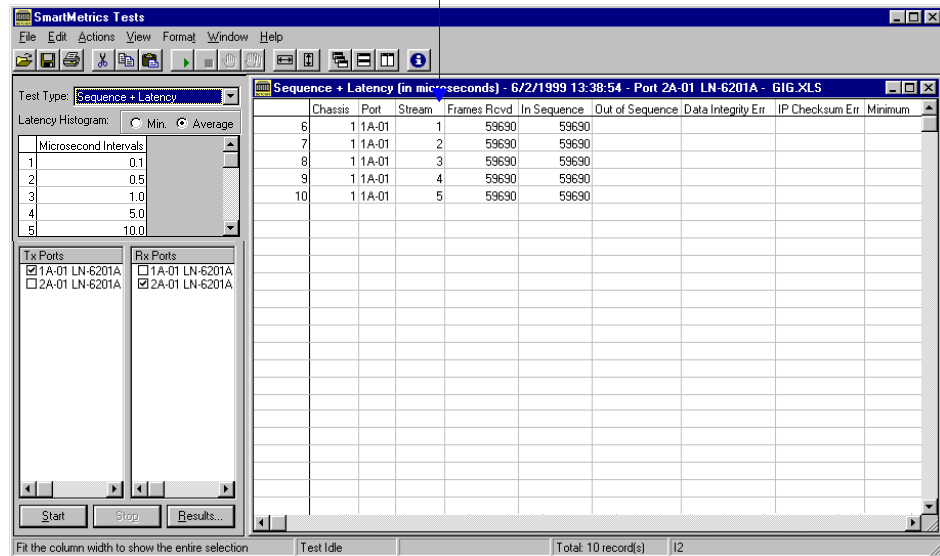 SmartMetrics Tests
File Edit Actions View Format Window Help
Test Type: Sequence + Latency
Latency Histogram: Min. Average
Microsecond Intervals
1 0.1
2 0.5
3 1.0
4 5.0
5 10.0
Tx Ports
1A-01 LN-6201A
2A-01 LN-6201A
Rx Ports
1A-01 LN-6201A
2A-01 LN-6201A
Start Stop Results...
Sequence + Latency (in microseconds) - 6/2/1999 13:38:54 - Port 2A-01 LN-6201A - GIG.XLS
Chassis Port Stream Frames Rcvd In Sequence Out of Sequence Data Integrity Err IP Checksum Err Minimum
6 1 1A-01 1 59690 59690
7 1 1A-01 2 59690 59690
8 1 1A-01 3 59690 59690
9 1 1A-01 4 59690 59690
10 1 1A-01 5 59690 59690
Fit the column width to show the entire selection Test Idle Total: 10 record(s) I2